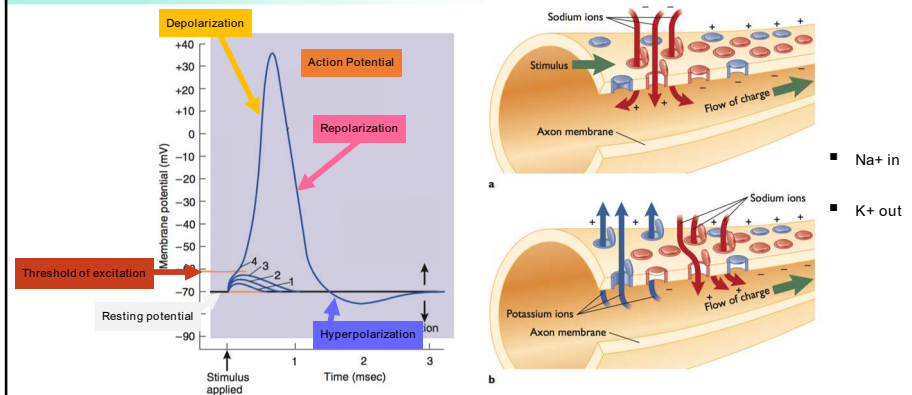 Depolarization
Action Potential
Repolarization
Threshold of excitation
Resting potential
Hyperpolarization
Membrane potential (mV)
+40
+30
+20
+10
0
−10
−20
−30
−40
−50
−70
−90
4
3
2
1
Stimulus
applied
1
2
3
Time (msec)
Sodium ions
− −
+ +
Stimulus
+ +
− −
Flow of charge
Axon membrane
a
Sodium ions
+ +
Potassium ions
−
+ +
− −
Flow of charge
Axon membrane
b
▪ Na+ in
▪ K+ out